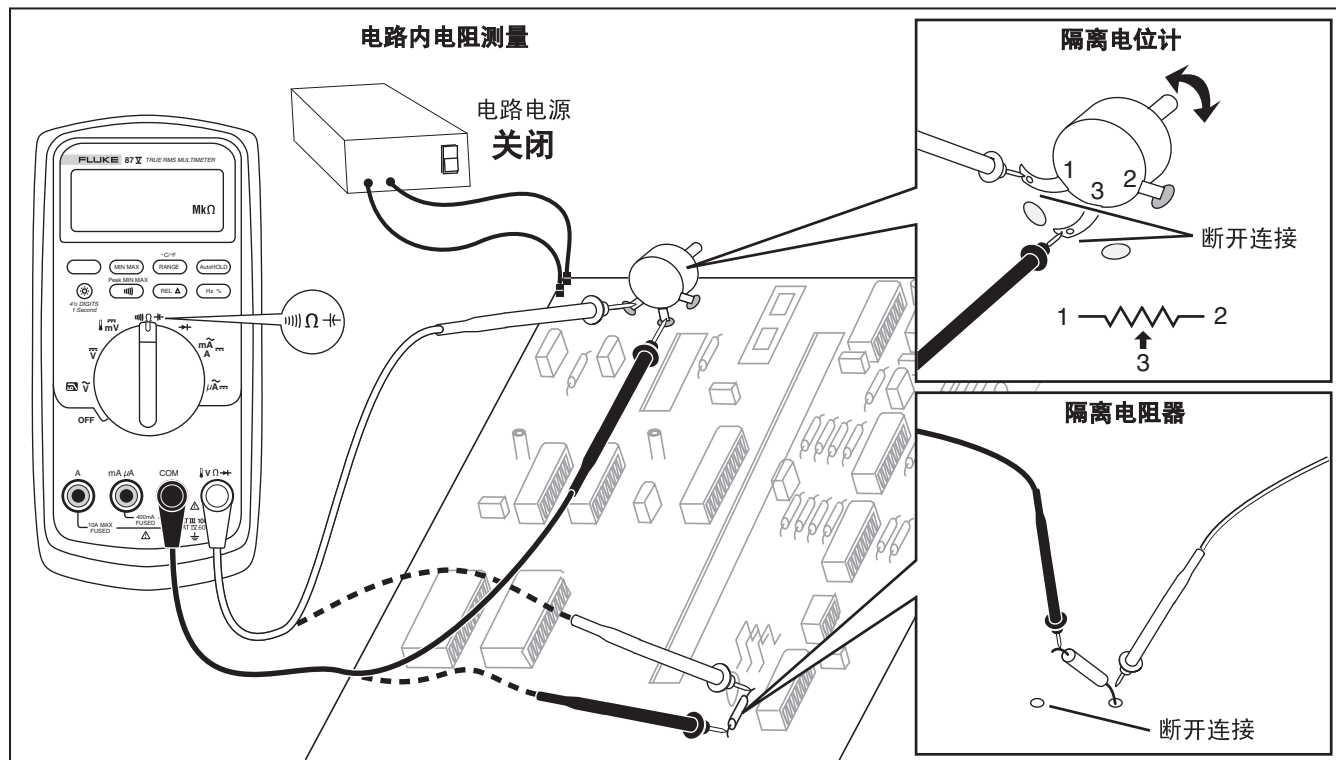 电路内电阻测量
电路电源
关闭
FLUKE 87 V TRUE RMS MULTIMETER
MkΩ
°C/°F
MIN MAX
RANGE
AutoHOLD
Peak MIN MAX
REL Δ
Hz %
4½ DIGITS
1 Second
mV
Ω
mA
A
V
µA
V
OFF
Ω
A
mA µA
COM
V Ω
10A MAX
FUSED
400mA
FUSED
隔离电位计
1
3
2
断开连接
1
2
3
隔离电阻器
断开连接